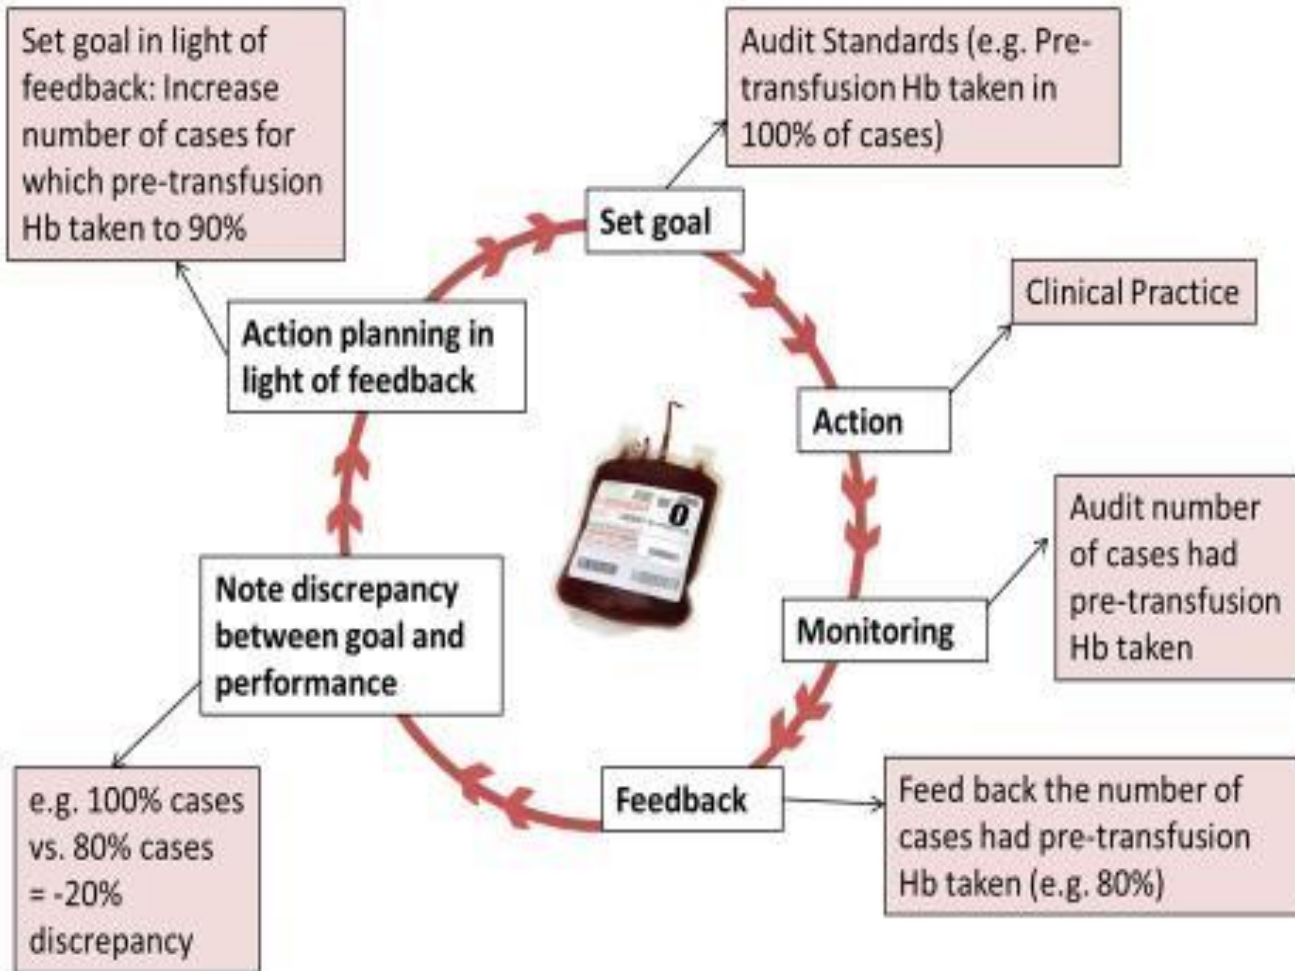 Set goal in light of
feedback: Increase
number of cases for
which pre-transfusion
Hb taken to 90%
Audit Standards (e.g. Pre-
transfusion Hb taken in
100% of cases)
Set goal
Clinical Practice
Action planning in
light of feedback
Action
O
Audit number
of cases had
pre-transfusion
Hb taken
Note discrepancy
between goal and
performance
Monitoring
e.g. 100% cases
vs. 80% cases
= -20%
discrepancy
Feedback
Feed back the number of
cases had pre-transfusion
Hb taken (e.g. 80%)